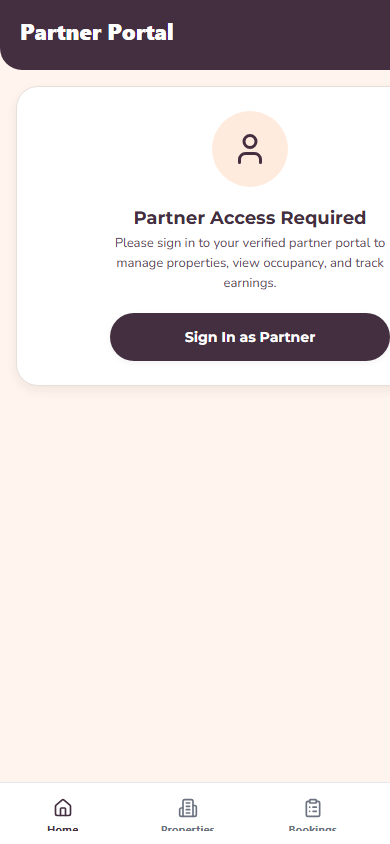 Partner Portal
Partner Access Required
Please sign in to your verified partner portal to
manage properties, view occupancy, and track
earnings.
Sign In as Partner
Home
Properties
Bookings